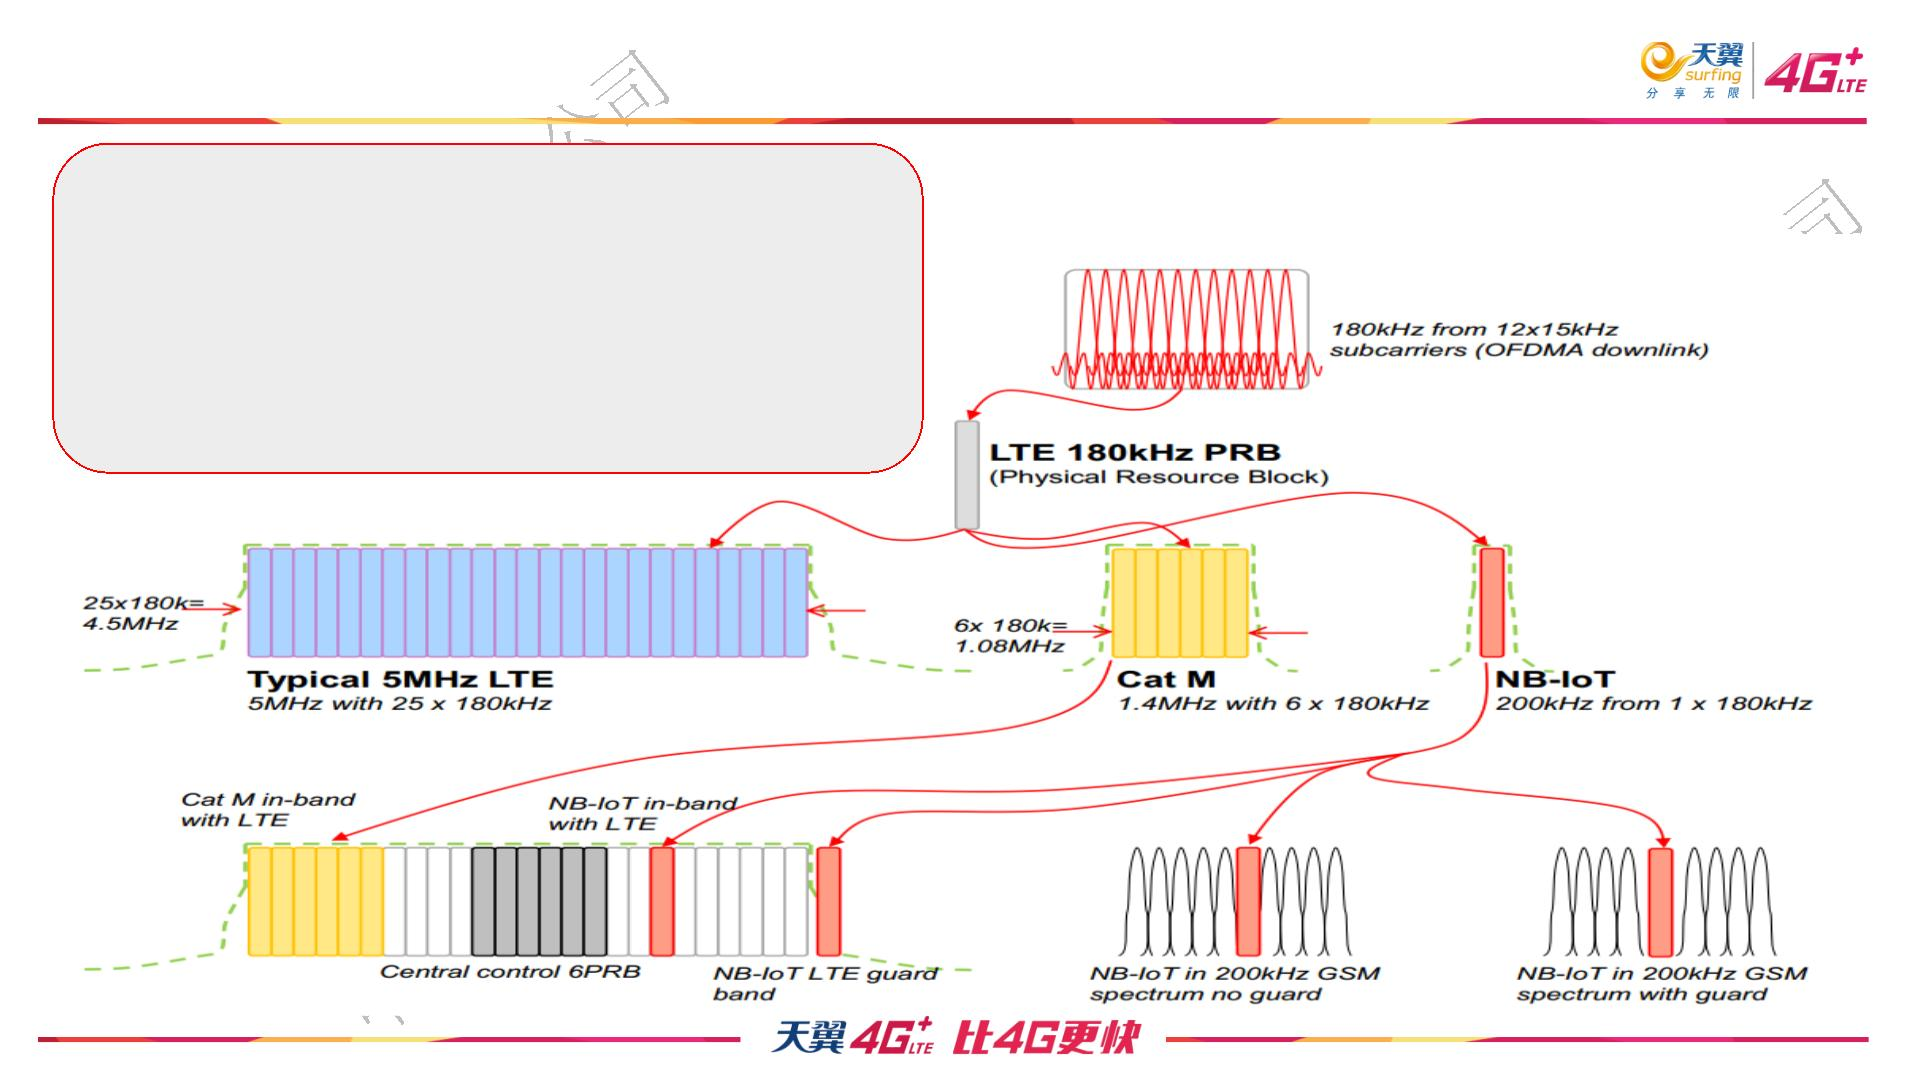 天翼
surfing
分享无限
4G+
LTE
公司
司
180kHz from 12x15kHz
subcarriers (OFDMA downlink)
LTE 180kHz PRB
(Physical Resource Block)
25x180k=
4.5MHz
6x 180k=
1.08MHz
Typical 5MHz LTE
5MHz with 25 x 180kHz
Cat M
1.4MHz with 6 x 180kHz
NB-IoT
200kHz from 1 x 180kHz
Cat M in-band
with LTE
NB-IoT in-band
with LTE
Central control 6PRB
NB-IoT LTE guard
band
NB-IoT in 200kHz GSM
spectrum no guard
NB-IoT in 200kHz GSM
spectrum with guard
天翼4G+ LTE 比4G更快